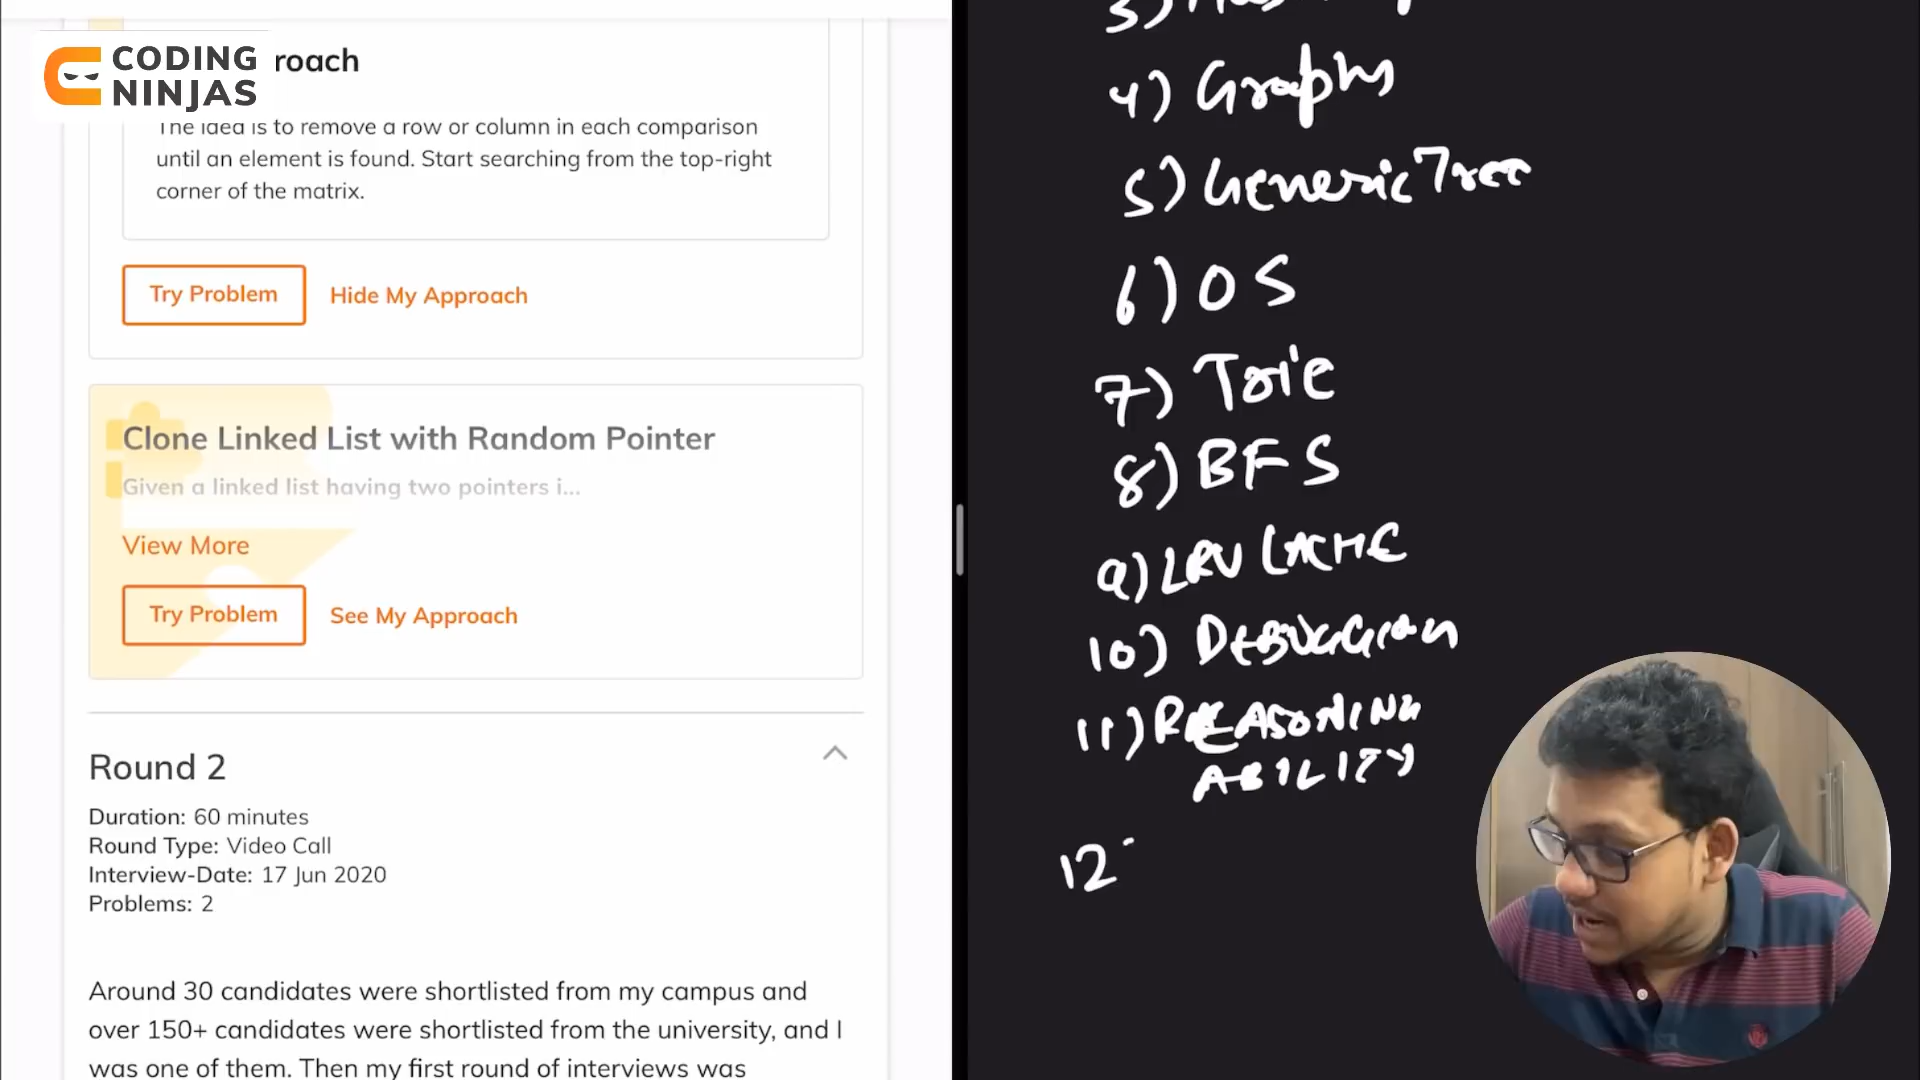 CODING
NINJAS
roach
The idea is to remove a row or column in each comparison
until an element is found. Start searching from the top-right
corner of the matrix.
Try Problem
Hide My Approach
Clone Linked List with Random Pointer
Given a linked list having two pointers i...
View More
Try Problem
See My Approach
Round 2
Duration: 60 minutes
Round Type: Video Call
Interview-Date: 17 Jun 2020
Problems: 2
Around 30 candidates were shortlisted from my campus and
over 150+ candidates were shortlisted from the university, and I
was one of them. Then my first round of interviews was
3)
4) Graphs
5) Generic Tree
6) OS
7) Trie
8) BFS
9) LRU CACHE
10)
11) REASONING
ABILITY
12